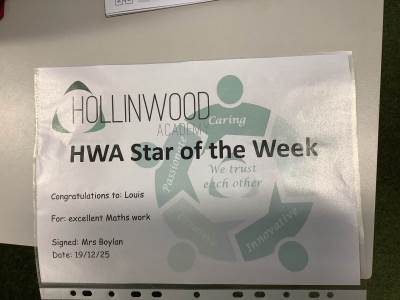 HOLLINWOOD
ACADEMY
Caring
HWA Star of the Week
Passionate
We trust
each other
Congratulations to: Louis
For: excellent Maths work
Innovative
Signed: Mrs Boylan
Date: 19/12/25